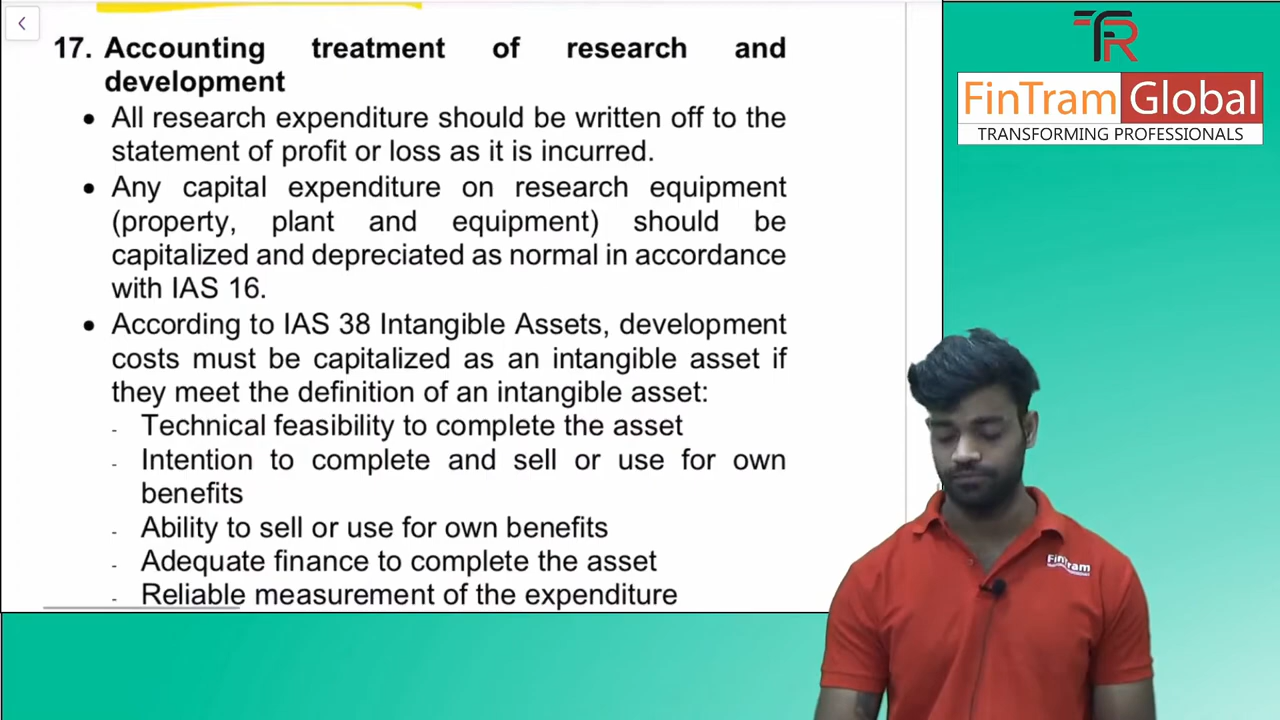 17. Accounting treatment of research and
development
• All research expenditure should be written off to the
statement of profit or loss as it is incurred.
• Any capital expenditure on research equipment
(property, plant and equipment) should be
capitalized and depreciated as normal in accordance
with IAS 16.
• According to IAS 38 Intangible Assets, development
costs must be capitalized as an intangible asset if
they meet the definition of an intangible asset:
- Technical feasibility to complete the asset
- Intention to complete and sell or use for own
benefits
- Ability to sell or use for own benefits
- Adequate finance to complete the asset
- Reliable measurement of the expenditure
FinTram Global
TRANSFORMING PROFESSIONALS
FinTram